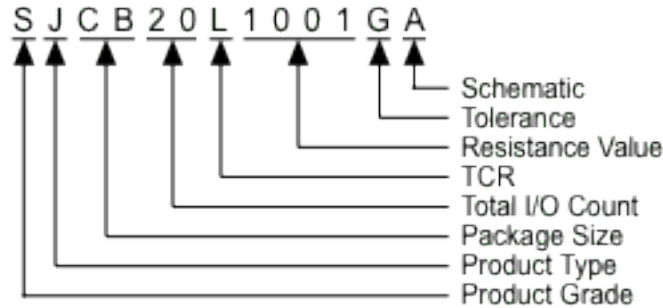 S J C B 2 0 L 1 0 0 1 G A
Schematic
Tolerance
Resistance Value
TCR
Total I/O Count
Package Size
Product Type
Product Grade